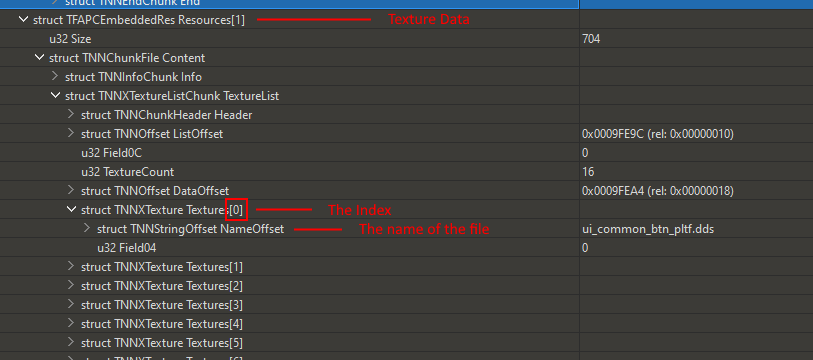 struct TNNEndChunk End
struct TFAPCEmbeddedRes Resources[1] Texture Data
u32 Size 704
struct TNNChunkFile Content
struct TNNInfoChunk Info
struct TNNXTextureListChunk TextureList
struct TNNChunkHeader Header
struct TNNOffset ListOffset 0x0009FE9C (rel: 0x00000010)
u32 Field0C 0
u32 TextureCount 16
struct TNNOffset DataOffset 0x0009FEA4 (rel: 0x00000018)
struct TNNXTexture Textures[0] The Index
struct TNNStringOffset NameOffset The name of the file ui_common_btn_pltf.dds
u32 Field04 0
struct TNNXTexture Textures[1]
struct TNNXTexture Textures[2]
struct TNNXTexture Textures[3]
struct TNNXTexture Textures[4]
struct TNNXTexture Textures[5]